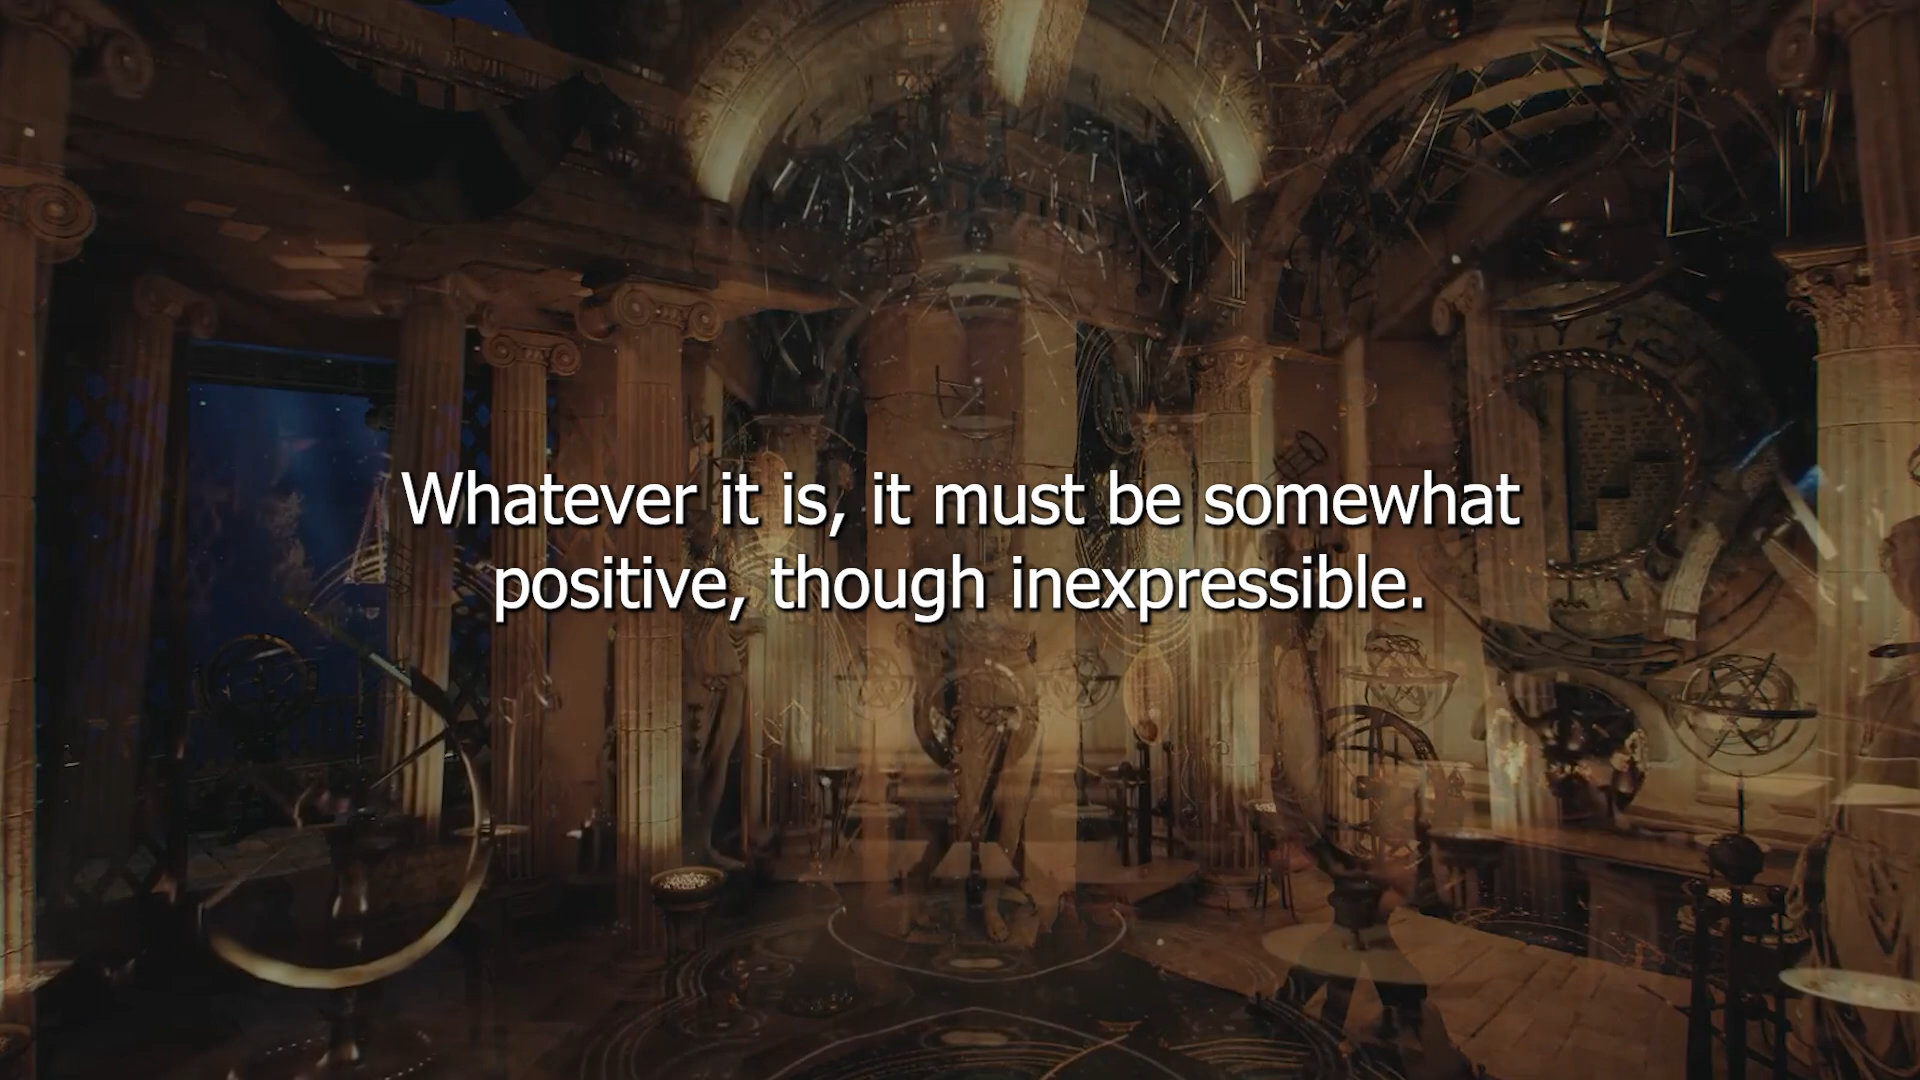 Whatever it is, it must be somewhat
positive, though inexpressible.